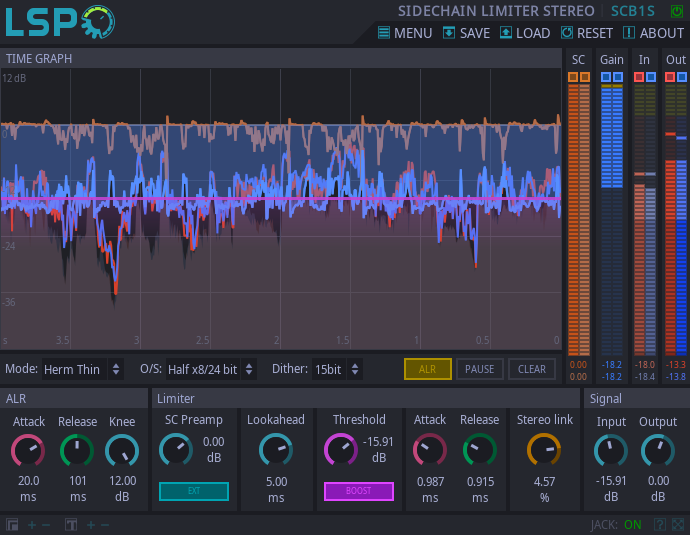 LSP
SIDECHAIN LIMITER STEREO SCB1S
MENU SAVE LOAD RESET ABOUT
TIME GRAPH
SC Gain In Out
12 dB
0
-24
-36
s 3.5 3 2.5 2 1.5 1 0.5 0
0.00 -18.2 -18.0 -13.3
0.00 -18.2 -18.4 -13.8
Mode: Herm Thin O/S: Half x8/24 bit Dither: 15bit ALR PAUSE CLEAR
ALR Limiter Signal
Attack Release Knee SC Preamp Lookahead Threshold Attack Release Stereo link Input Output
0.00 dB -15.91 dB
20.0 ms 101 ms 12.00 dB 5.00 ms 0.987 ms 0.915 ms 4.57 % -15.91 dB 0.00 dB
EXT BOOST
JACK: ON ?